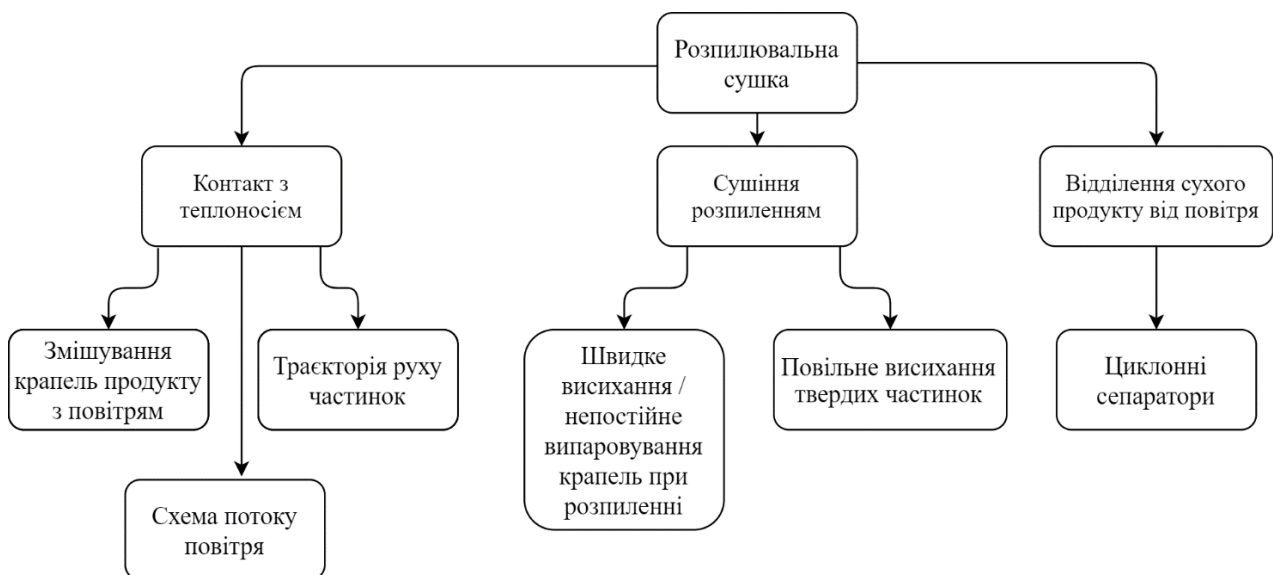 Розпилювальна
сушка
Контакт з
теплоносієм
Сушіння
розпиленням
Відділення сухого
продукту від повітря
Змішування
крапель продукту
з повітрям
Траєкторія руху
частинок
Швидке
висихання /
непостійне
випаровування
крапель при
розпиленні
Повільне висихання
твердих частинок
Циклонні
сепаратори
Схема потоку
повітря